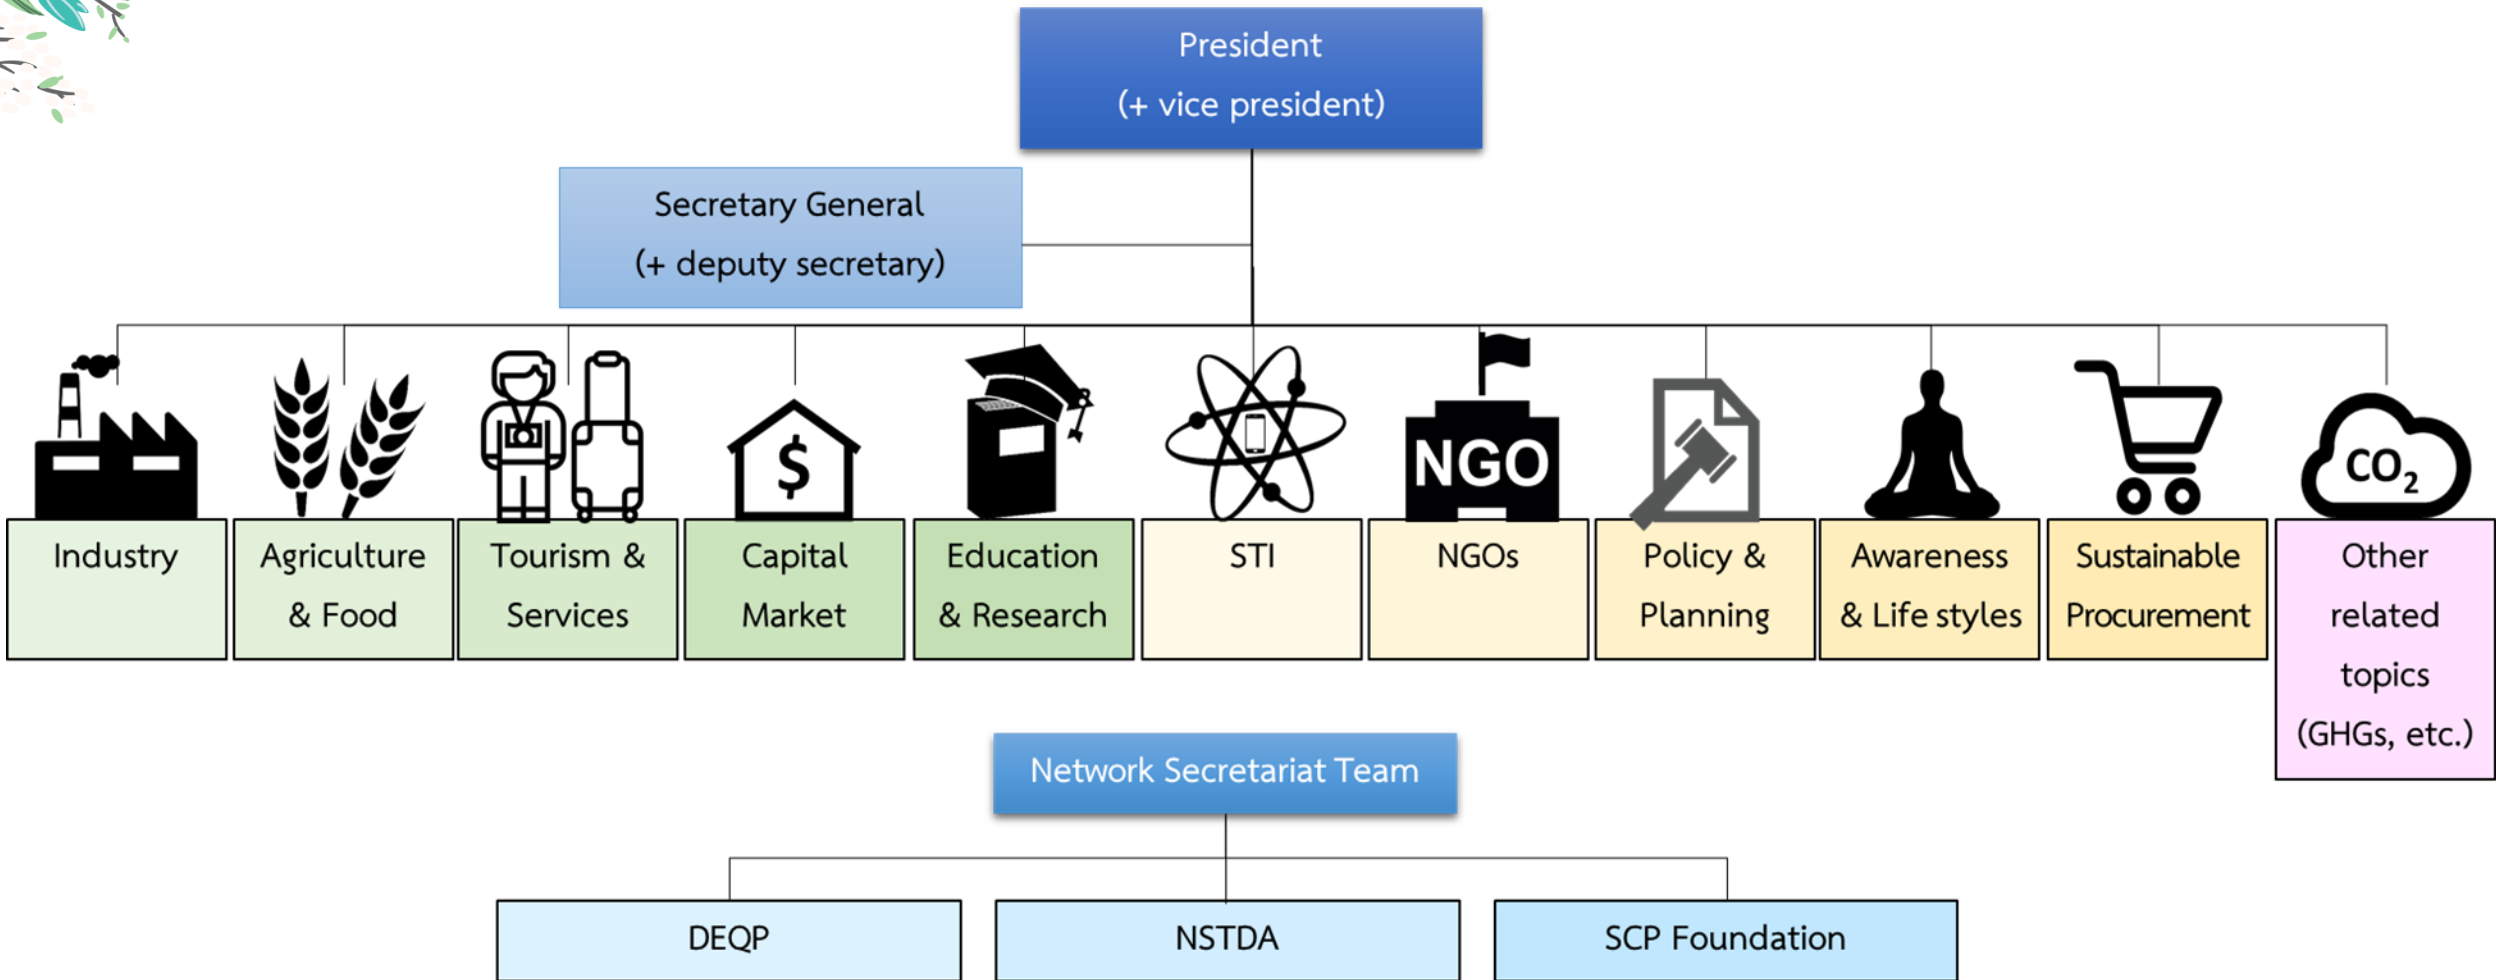 President
(+ vice president)
Secretary General
(+ deputy secretary)
$
NGO
CO₂
Industry
Agriculture
& Food
Tourism &
Services
Capital
Market
Education
& Research
STI
NGOs
Policy &
Planning
Awareness
& Life styles
Sustainable
Procurement
Other
related
topics
(GHGs, etc.)
Network Secretariat Team
DEQP
NSTDA
SCP Foundation